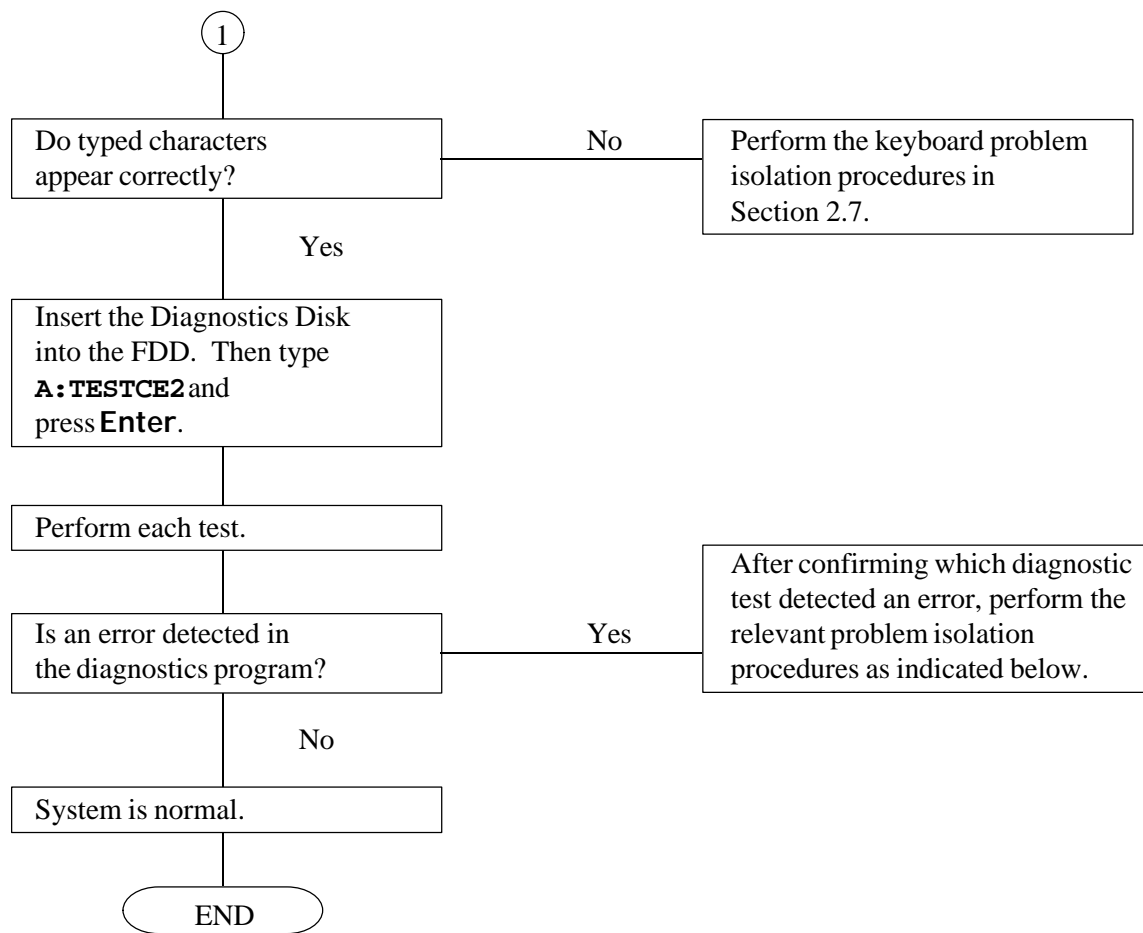 1
Do typed characters
appear correctly?
No
Perform the keyboard problem
isolation procedures in
Section 2.7.
Yes
Insert the Diagnostics Disk
into the FDD. Then type
A:TESTCE2 and
press Enter.
Perform each test.
Is an error detected in
the diagnostics program?
Yes
After confirming which diagnostic
test detected an error, perform the
relevant problem isolation
procedures as indicated below.
No
System is normal.
END